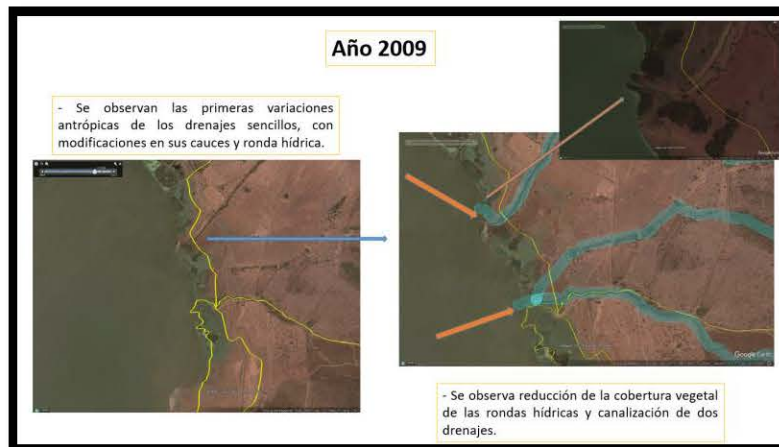 Año 2009
- Se observan las primeras variaciones
antrópicas de los drenajes sencillos, con
modificaciones en sus cauces y ronda hídrica.
Google Earth
- Se observa reducción de la cobertura vegetal
de las rondas hídricas y canalización de dos
drenajes.